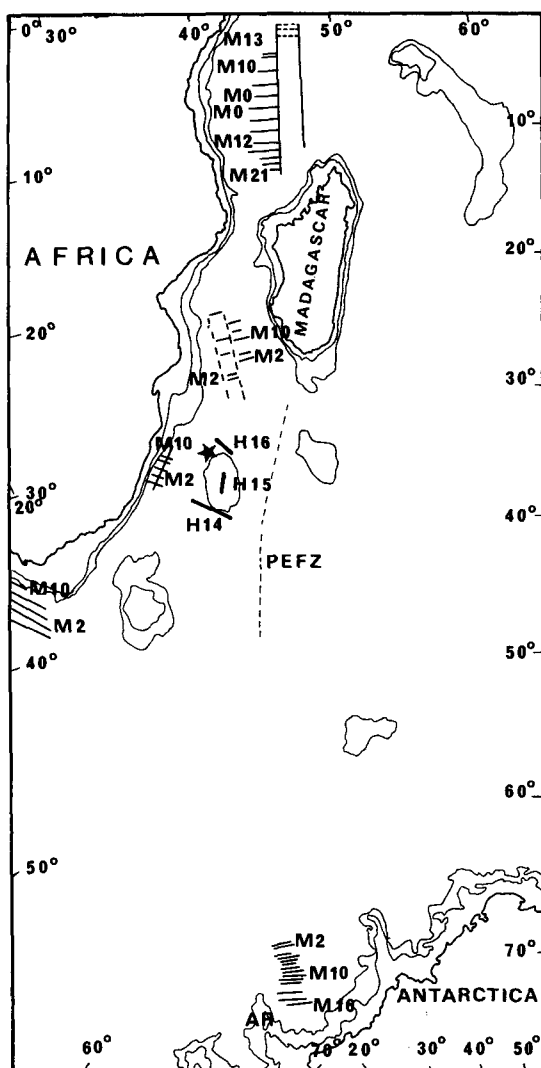 0° 30° 40° 50° 60°
M13
M10
M0
M0
10°
M12
M21
10°
AFRICA
MADAGASCAR
20°
20°
M10
M2
M2
30°
M10
H16
M2
H15
30°
20°
H14
40°
PEFZ
M10
M2
40°
50°
60°
50°
M2
70°
M10
M16
ANTARCTICA
AR
60° 70° 20° 30° 40° 50°